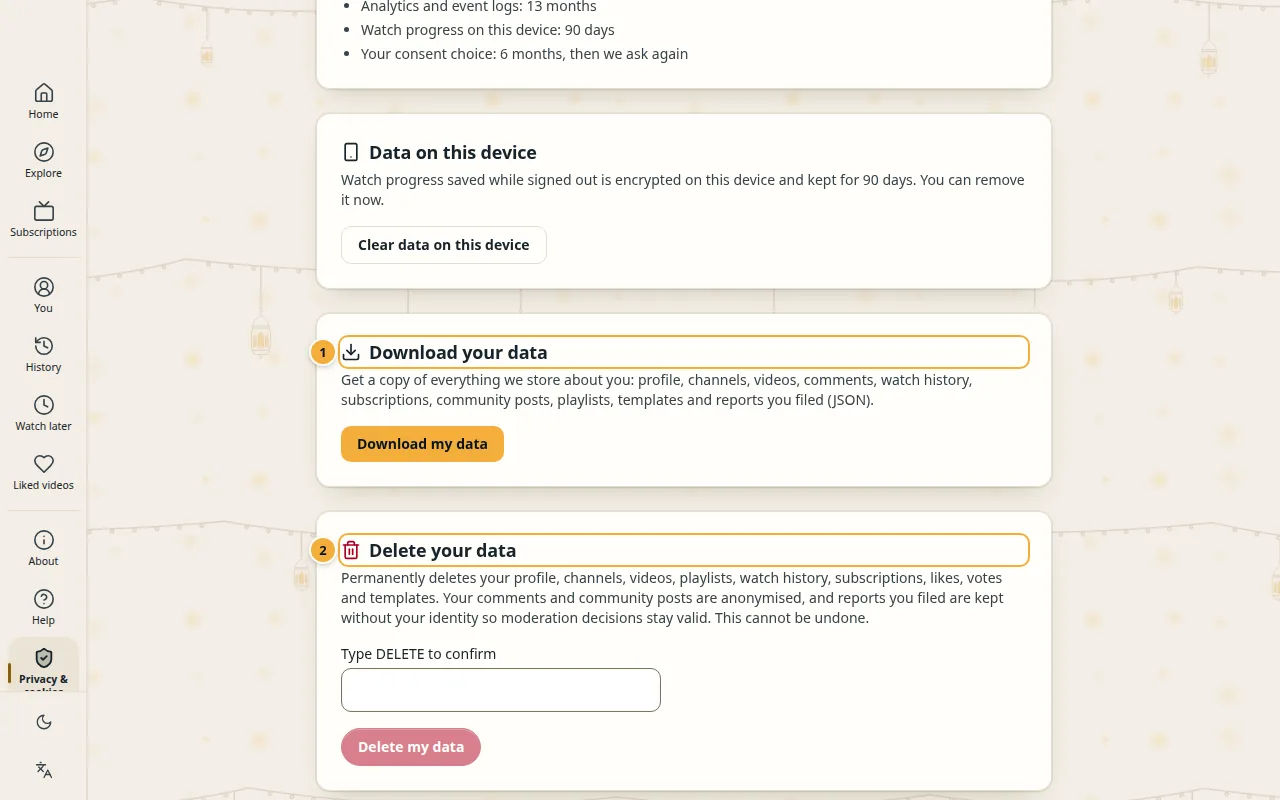 Analytics and event logs: 13 months
Watch progress on this device: 90 days
Your consent choice: 6 months, then we ask again
Data on this device
Watch progress saved while signed out is encrypted on this device and kept for 90 days. You can remove
it now.
Clear data on this device
1
Download your data
Get a copy of everything we store about you: profile, channels, videos, comments, watch history,
subscriptions, community posts, playlists, templates and reports you filed (JSON).
Download my data
2
Delete your data
Permanently deletes your profile, channels, videos, playlists, watch history, subscriptions, likes, votes
and templates. Your comments and community posts are anonymised, and reports you filed are kept
without your identity so moderation decisions stay valid. This cannot be undone.
Type DELETE to confirm
Delete my data
Home
Explore
Subscriptions
You
History
Watch later
Liked videos
About
Help
Privacy &
cookies